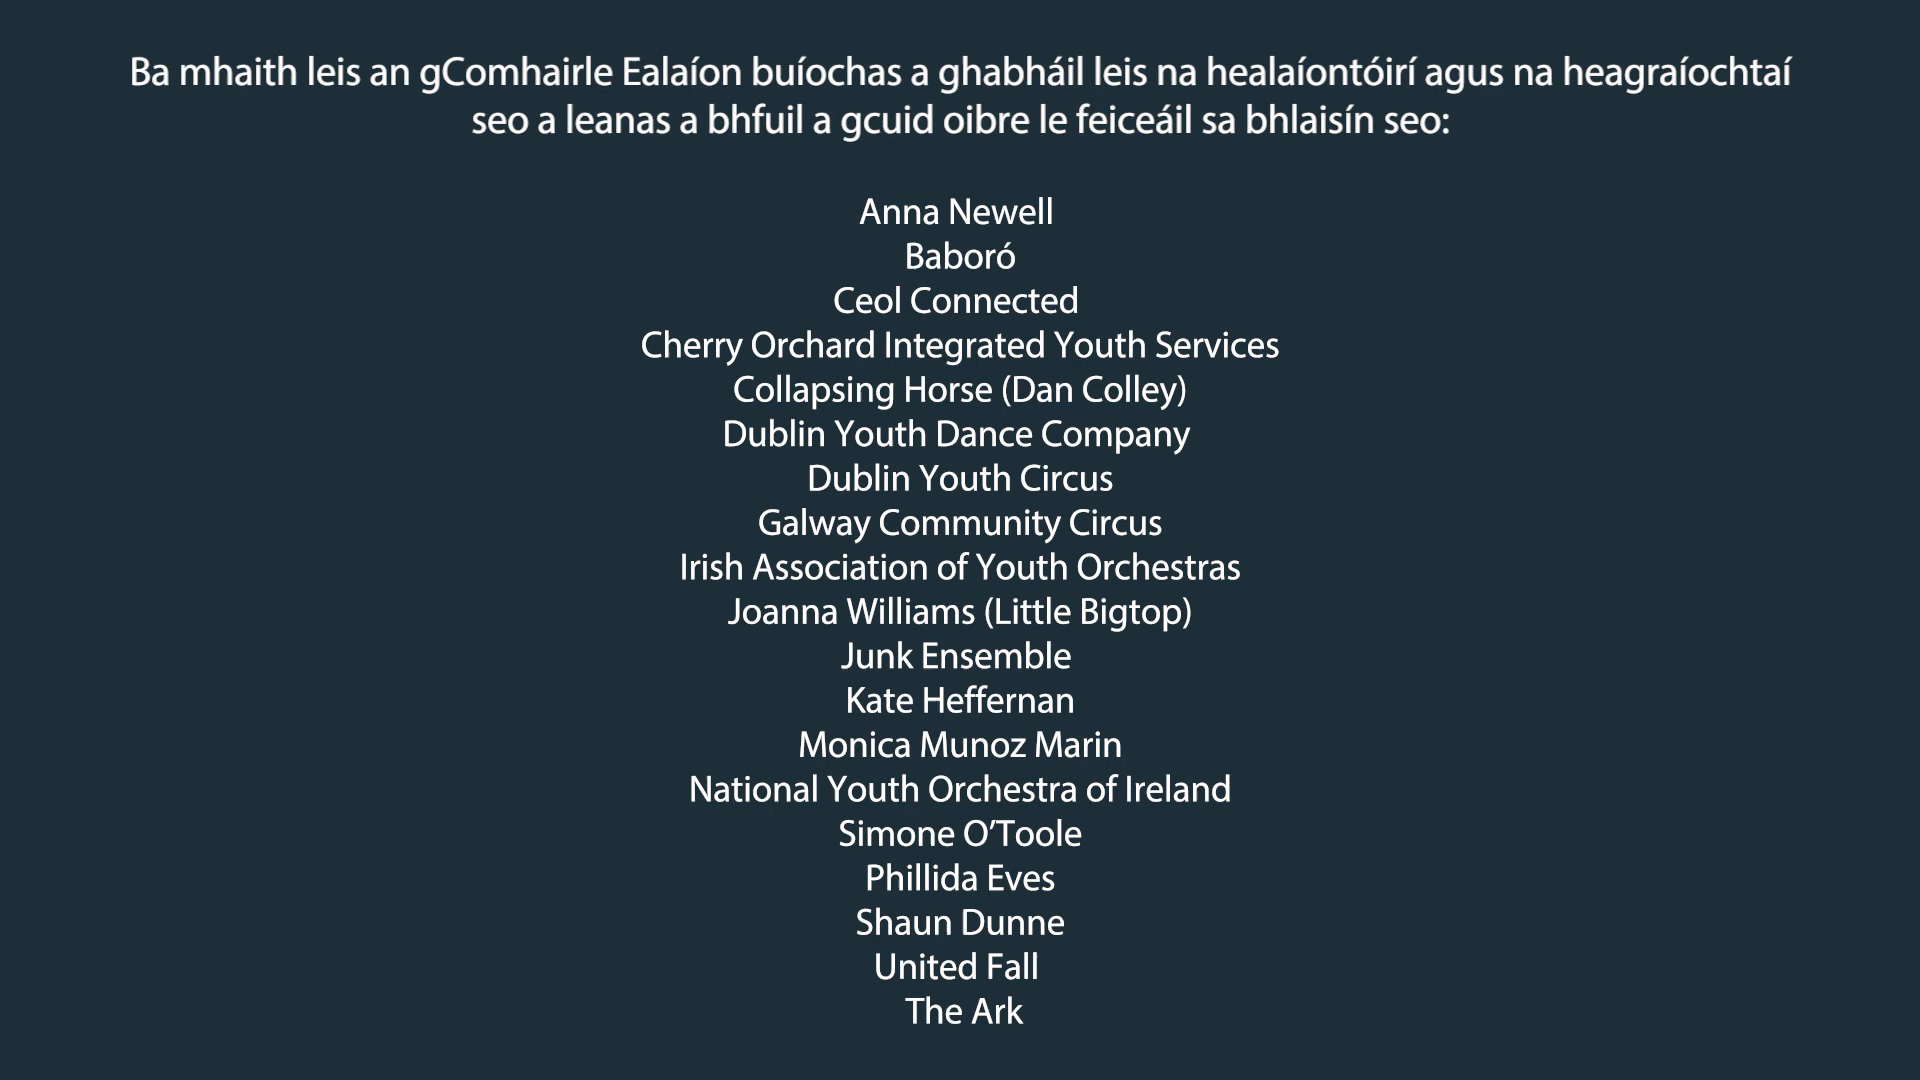 Ba mhaith leis an gComhairle Ealaíon buíochas a ghabháil leis na healaíontóirí agus na heagraíochtaí
seo a leanas a bhfuil a gcuid oibre le feiceáil sa bhlaisín seo:
Anna Newell
Baboró
Ceol Connected
Cherry Orchard Integrated Youth Services
Collapsing Horse (Dan Colley)
Dublin Youth Dance Company
Dublin Youth Circus
Galway Community Circus
Irish Association of Youth Orchestras
Joanna Williams (Little Bigtop)
Junk Ensemble
Kate Heffernan
Monica Munoz Marin
National Youth Orchestra of Ireland
Simone O’Toole
Phillida Eves
Shaun Dunne
United Fall
The Ark